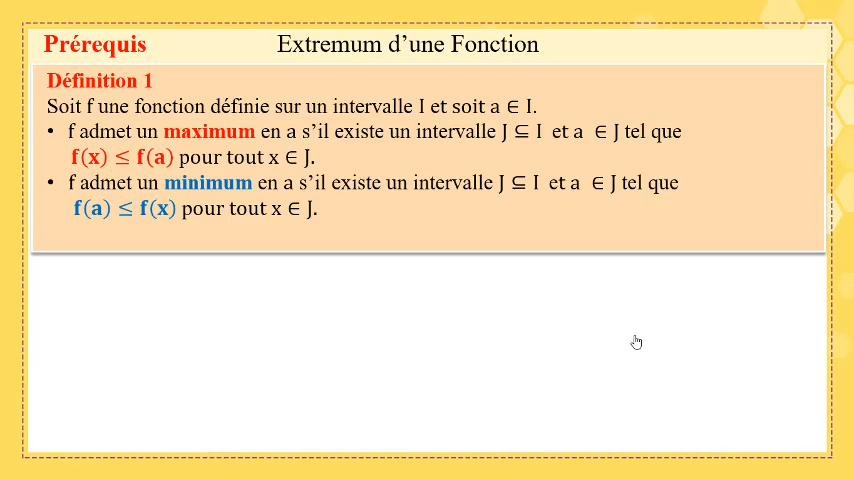 Prérequis Extremum d’une Fonction
Définition 1
Soit f une fonction définie sur un intervalle I et soit a ∈ I.
• f admet un maximum en a s’il existe un intervalle J ⊆ I et a ∈ J tel que
f(x) ≤ f(a) pour tout x ∈ J.
• f admet un minimum en a s’il existe un intervalle J ⊆ I et a ∈ J tel que
f(a) ≤ f(x) pour tout x ∈ J.